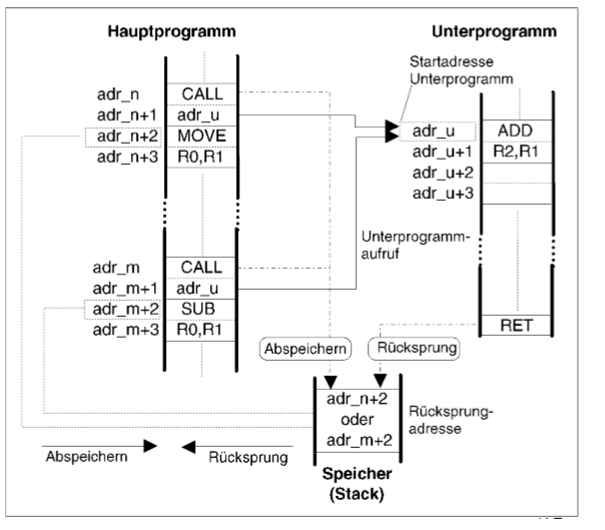 Hauptprogramm
Unterprogramm
Startadresse
Unterprogramm
adr_n CALL
adr_n+1 adr_u
adr_n+2 MOVE
adr_n+3 R0,R1
adr_u ADD
adr_u+1 R2,R1
adr_u+2
adr_u+3
Unterprogramm-
aufruf
adr_m CALL
adr_m+1 adr_u
adr_m+2 SUB
adr_m+3 R0,R1
RET
Abspeichern
Rücksprung
adr_n+2
oder
adr_m+2
Rücksprung-
adresse
Abspeichern
Rücksprung
Speicher
(Stack)